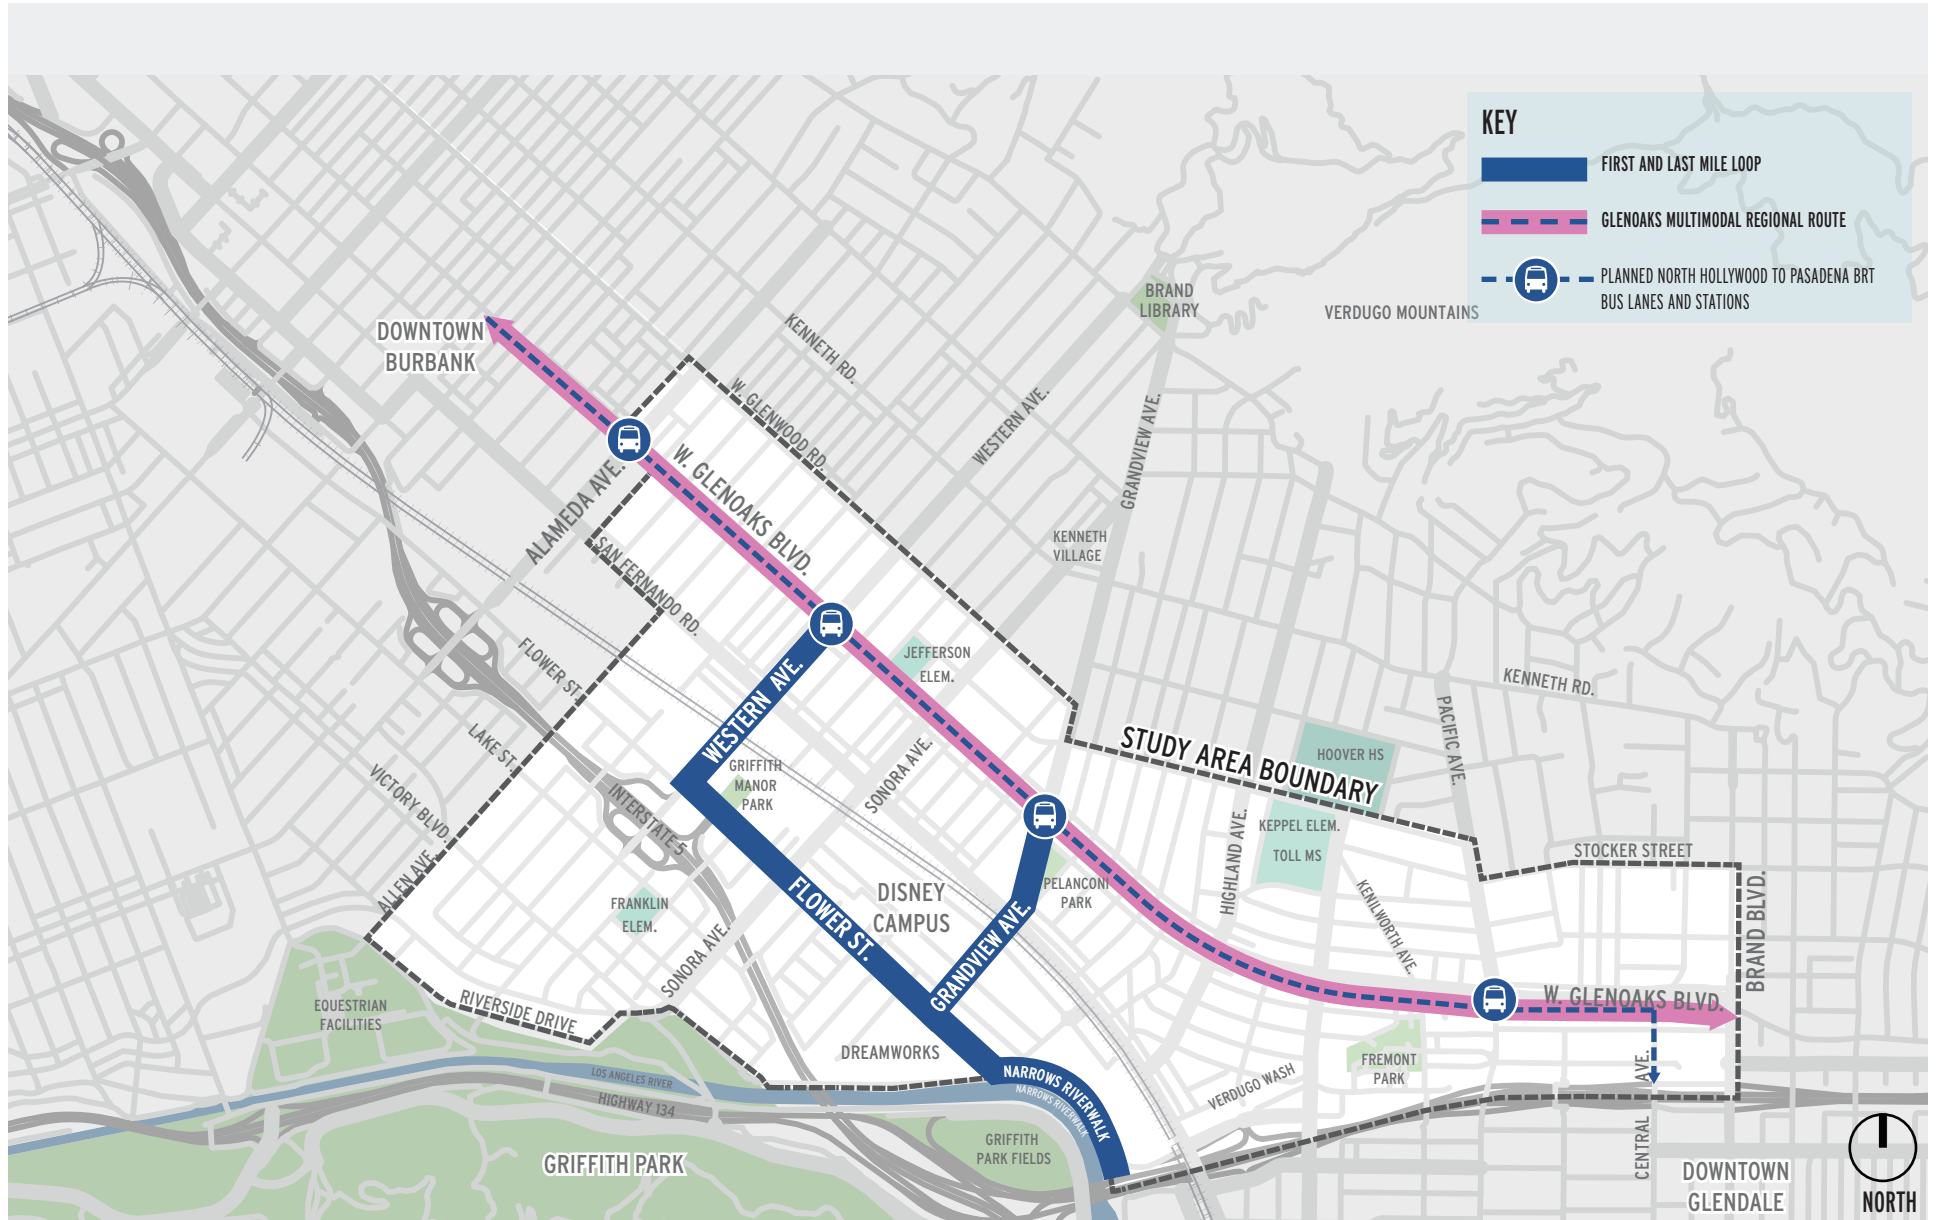 KEY
FIRST AND LAST MILE LOOP
GLENOAKS MULTIMODAL REGIONAL ROUTE
PLANNED NORTH HOLLYWOOD TO PASADENA BRT
BUS LANES AND STATIONS
BRAND
LIBRARY
VERDUGO MOUNTAINS
DOWNTOWN
BURBANK
KENNETH RD.
W. GLENWOOD RD.
WESTERN AVE.
GRANDVIEW AVE.
W. GLENOAKS BLVD.
ALAMEDA AVE.
SAN FERNANDO RD.
KENNETH
VILLAGE
FLOWER ST.
JEFFERSON
ELEM.
WESTERN AVE.
LAKE ST.
KENNETH RD.
PACIFIC AVE.
STUDY AREA BOUNDARY
HOOVER HS
GRIFFITH
MANOR
PARK
SONORA AVE.
VICTORY BLVD.
INTERSTATE 5
HIGHLAND AVE.
KEPPEL ELEM.
TOLL MS
STOCKER STREET
ALLEN AVE.
FRANKLIN
ELEM.
FLOWER ST.
DISNEY
CAMPUS
PELANCONI
PARK
KENILWORTH AVE.
BRAND BLVD.
SONORA AVE.
GRANDVIEW AVE.
W. GLENOAKS BLVD.
EQUESTRIAN
FACILITIES
RIVERSIDE DRIVE
DREAMWORKS
FREMONT
PARK
LOS ANGELES RIVER
NARROWS RIVERWALK
NARROWS RIVERWALK
VERDUGO WASH
HIGHWAY 134
CENTRAL AVE.
GRIFFITH
PARK FIELDS
GRIFFITH PARK
DOWNTOWN
GLENDALE
NORTH